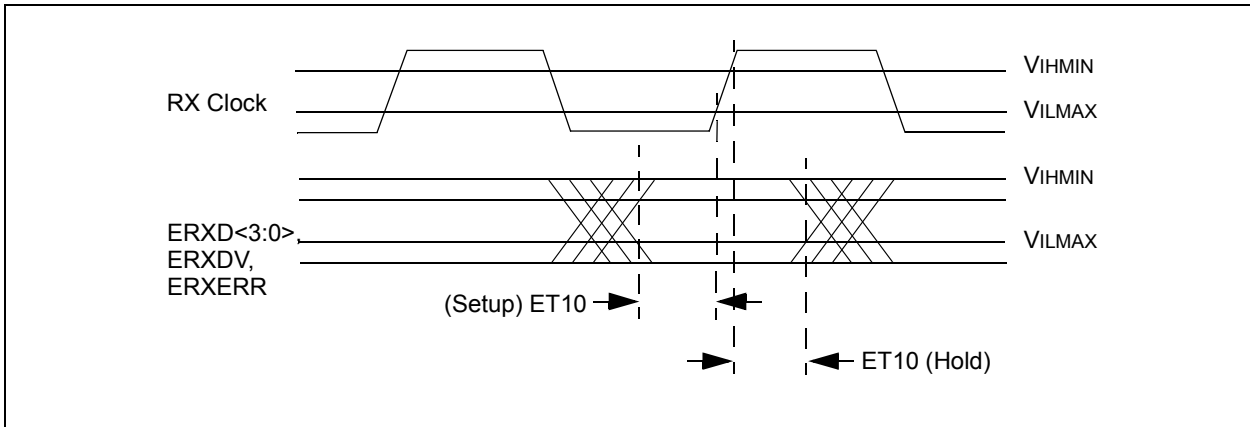 VIHMIN
RX Clock
VILMAX
VIHMIN
ERXD<3:0>,
ERXDV,
ERXERR
VILMAX
(Setup) ET10
ET10 (Hold)